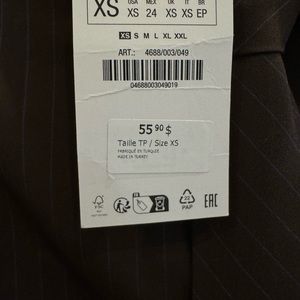 XS
USA MEX UK IT BR
XS 24 XS XS EP
XS S M L XL XXL
ART.: 4688/003/049
04688003049019
55 90 $
Taille TP / Size XS
FABRIQUÉ EN TURQUIE
MADE IN TURKEY
FSC
22
PAP
EAC